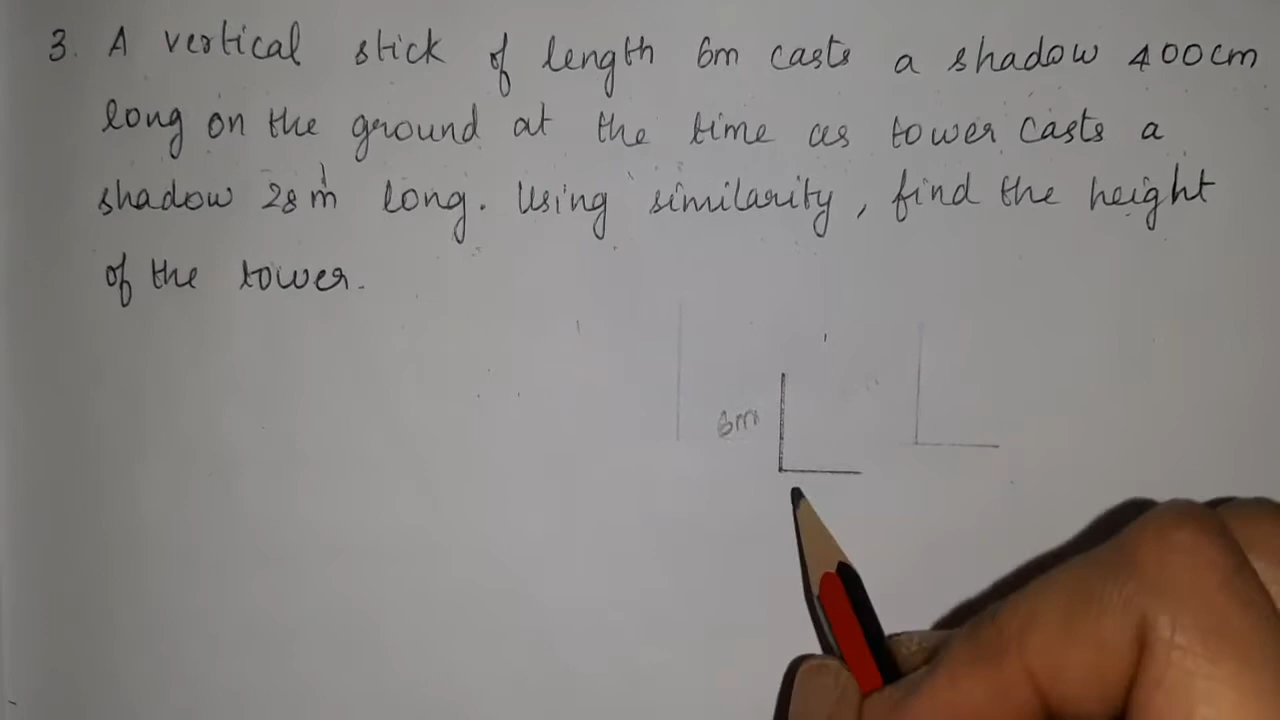 3. A vertical stick of length 6m casts a shadow 400cm
long on the ground at the time as tower casts a
shadow 28 m long. Using similarity, find the height
of the tower.
6m